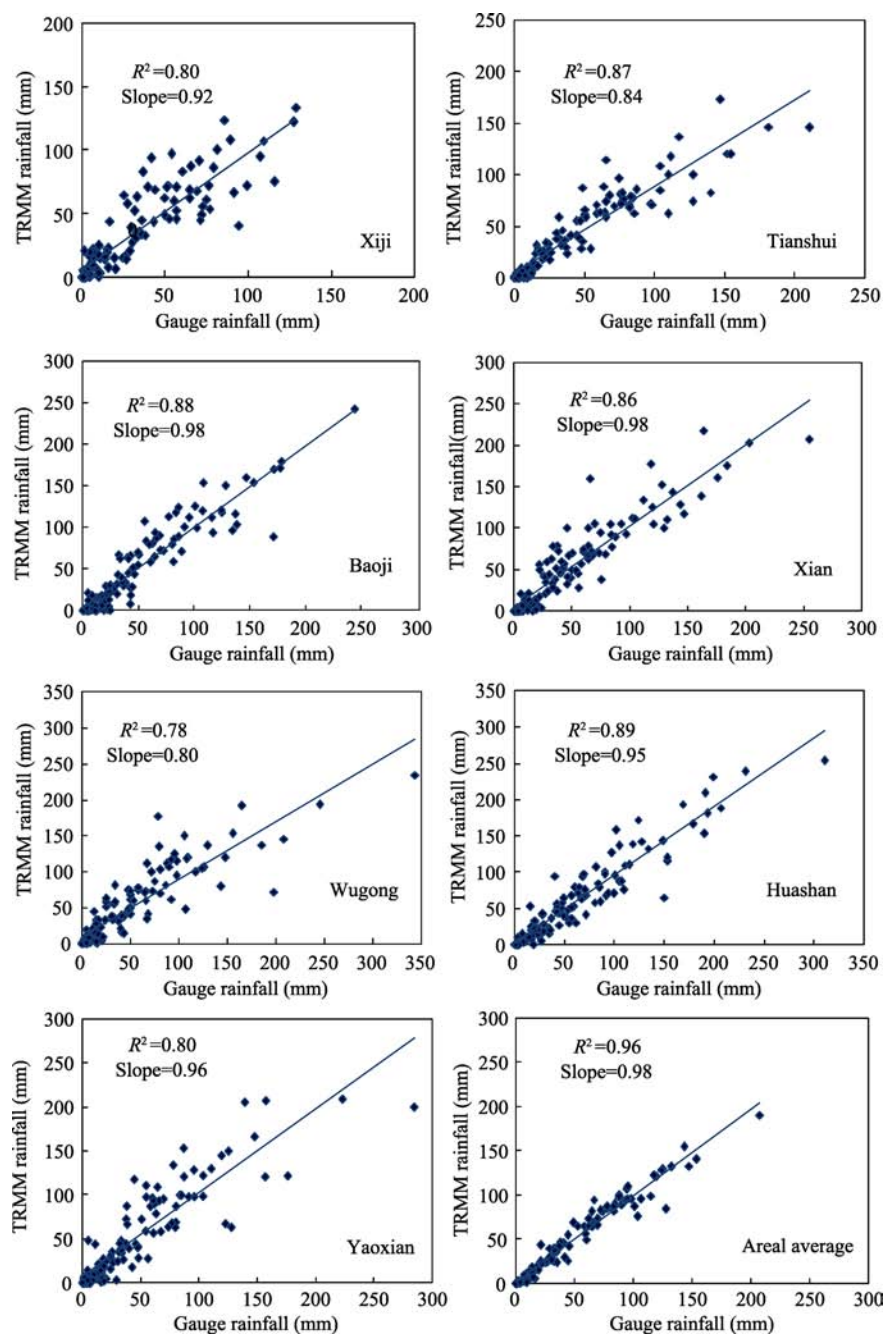 200
150
100
50
0
TRMM rainfall (mm)
R²=0.80
Slope=0.92
Xiji
0 50 100 150 200
Gauge rainfall (mm)
250
200
150
100
50
0
TRMM rainfall (mm)
R²=0.87
Slope=0.84
Tianshui
0 50 100 150 200 250
Gauge rainfall (mm)
300
250
200
150
100
50
0
TRMM rainfall (mm)
R²=0.88
Slope=0.98
Baoji
0 50 100 150 200 250 300
Gauge rainfall (mm)
300
250
200
150
100
50
0
TRMM rainfall(mm)
R²=0.86
Slope=0.98
Xian
0 50 100 150 200 250 300
Gauge rainfall (mm)
350
300
250
200
150
100
50
0
TRMM rainfall (mm)
R²=0.78
Slope=0.80
Wugong
0 50 100 150 200 250 300 350
Gauge rainfall (mm)
350
300
250
200
150
100
50
0
TRMM rainfall (mm)
R²=0.89
Slope=0.95
Huashan
0 50 100 150 200 250 300 350
Gauge rainfall (mm)
300
250
200
150
100
50
0
TRMM rainfall (mm)
R²=0.80
Slope=0.96
Yaoxian
0 50 100 150 200 250 300
Gauge rainfall (mm)
300
250
200
150
100
50
0
TRMM rainfall (mm)
R²=0.96
Slope=0.98
Areal average
0 50 100 150 200 250 300
Gauge rainfall (mm)